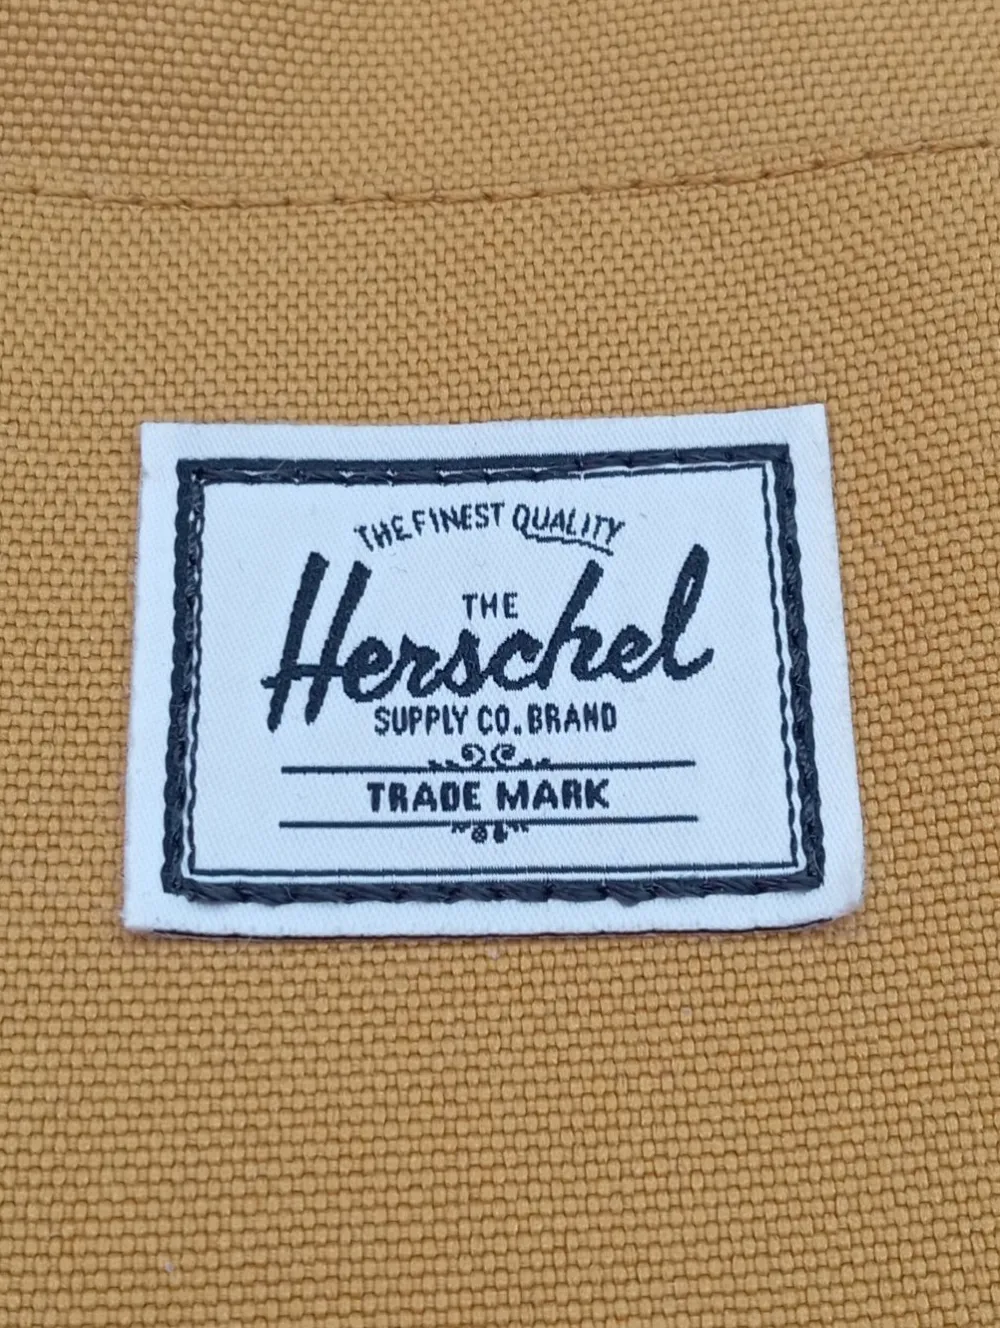 THE FINEST QUALITY
THE
Herschel
SUPPLY CO. BRAND
TRADE MARK